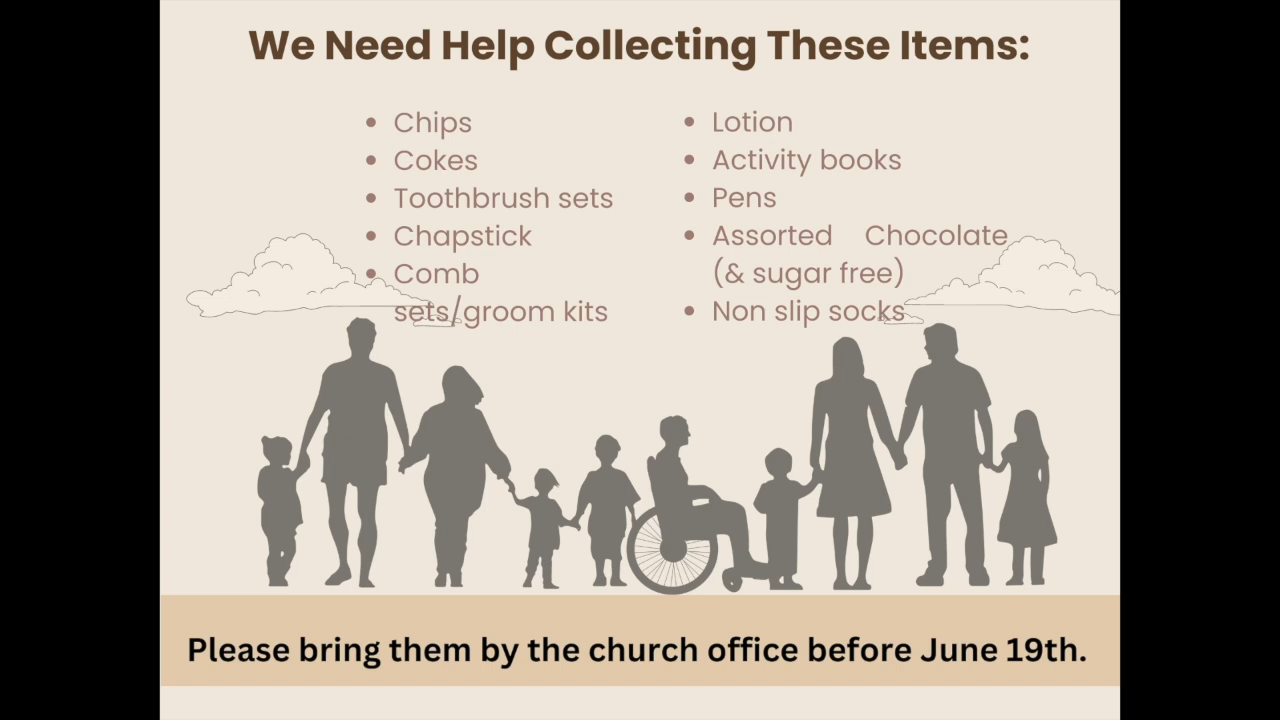 We Need Help Collecting These Items:
• Chips
• Cokes
• Toothbrush sets
• Chapstick
• Comb
sets/groom kits
• Lotion
• Activity books
• Pens
• Assorted Chocolate
(& sugar free)
• Non slip socks
Please bring them by the church office before June 19th.